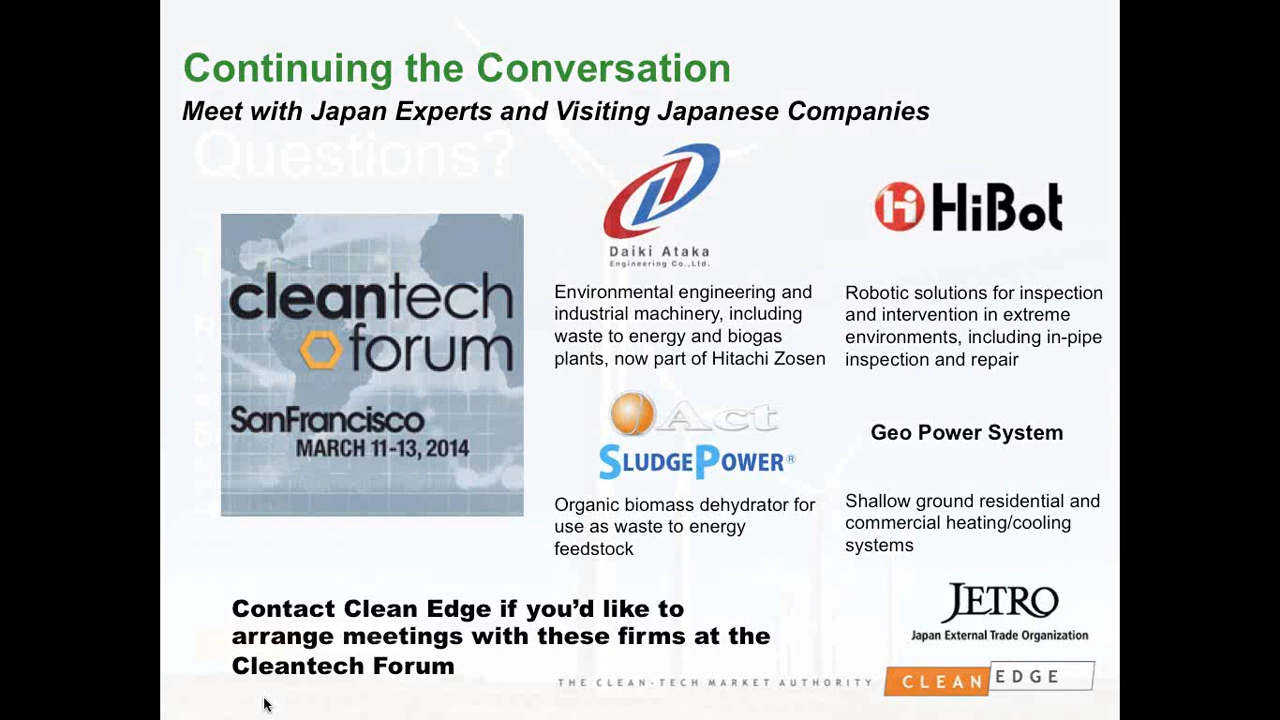 Continuing the Conversation
Meet with Japan Experts and Visiting Japanese Companies
Questions?
cleantech
forum
SanFrancisco
MARCH 11-13, 2014
Daiki Ataka
Engineering Co.,Ltd.
Environmental engineering and
industrial machinery, including
waste to energy and biogas
plants, now part of Hitachi Zosen
HiBot
Robotic solutions for inspection
and intervention in extreme
environments, including in-pipe
inspection and repair
Act
SLUDGEPOWER®
Organic biomass dehydrator for
use as waste to energy
feedstock
Geo Power System
Shallow ground residential and
commercial heating/cooling
systems
Contact Clean Edge if you’d like to
arrange meetings with these firms at the
Cleantech Forum
JETRO
Japan External Trade Organization
THE CLEAN-TECH MARKET AUTHORITY
CLEAN EDGE